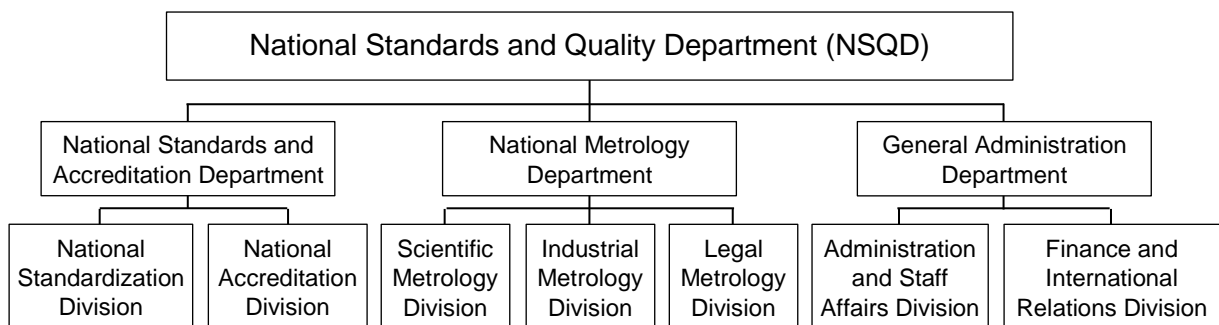 National Standards and Quality Department (NSQD)
National Standards and
Accreditation Department
National Metrology
Department
General Administration
Department
National
Standardization
Division
National
Accreditation
Division
Scientific
Metrology
Division
Industrial
Metrology
Division
Legal
Metrology
Division
Administration
and Staff
Affairs Division
Finance and
International
Relations Division